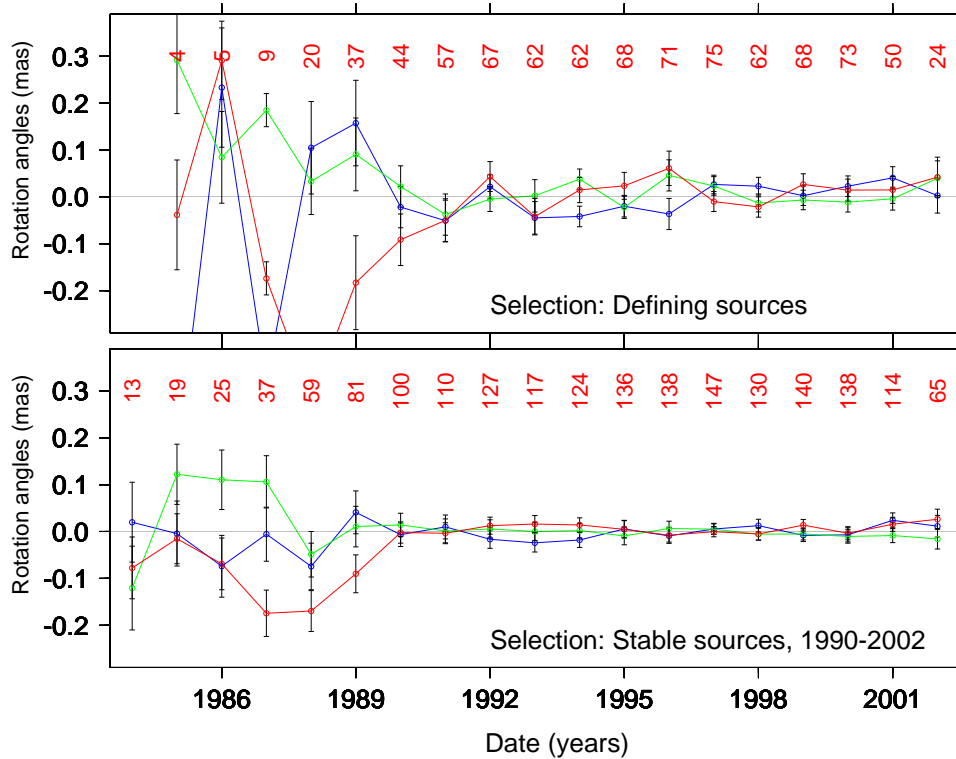 4 5 9 20 37 44 57 67 62 62 68 71 75 62 68 73 50 24
0.3
0.2
0.1
0.0
-0.1
-0.2
Rotation angles (mas)
Selection: Defining sources
13 19 25 37 59 81 100 110 127 117 124 136 138 147 130 140 138 114 65
0.3
0.2
0.1
0.0
-0.1
-0.2
Rotation angles (mas)
Selection: Stable sources, 1990-2002
1986 1989 1992 1995 1998 2001
Date (years)